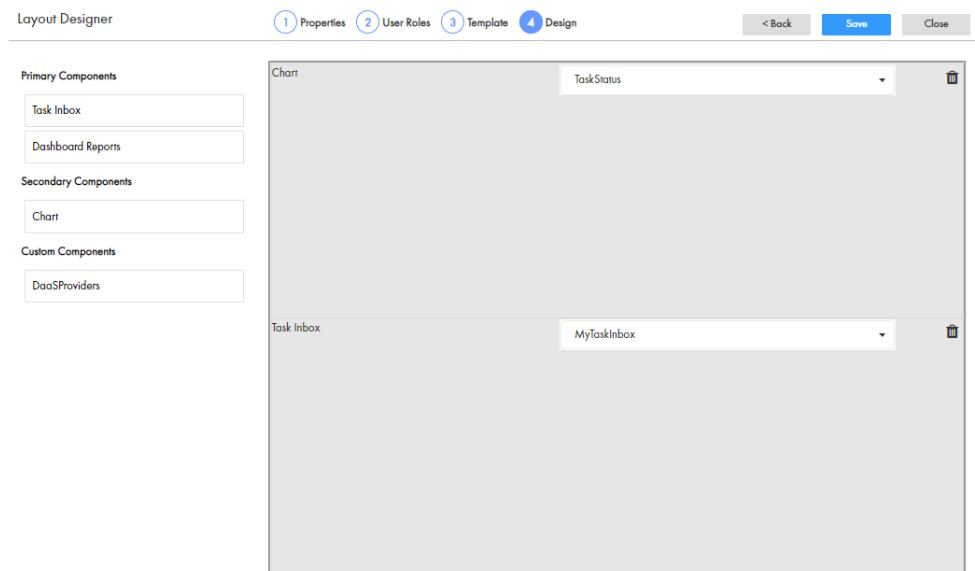 Layout Designer
1 Properties 2 User Roles 3 Template 4 Design
< Back Save Close
Primary Components
Task Inbox
Dashboard Reports
Secondary Components
Chart
Custom Components
DaaSProviders
Chart TaskStatus
Task Inbox MyTaskInbox